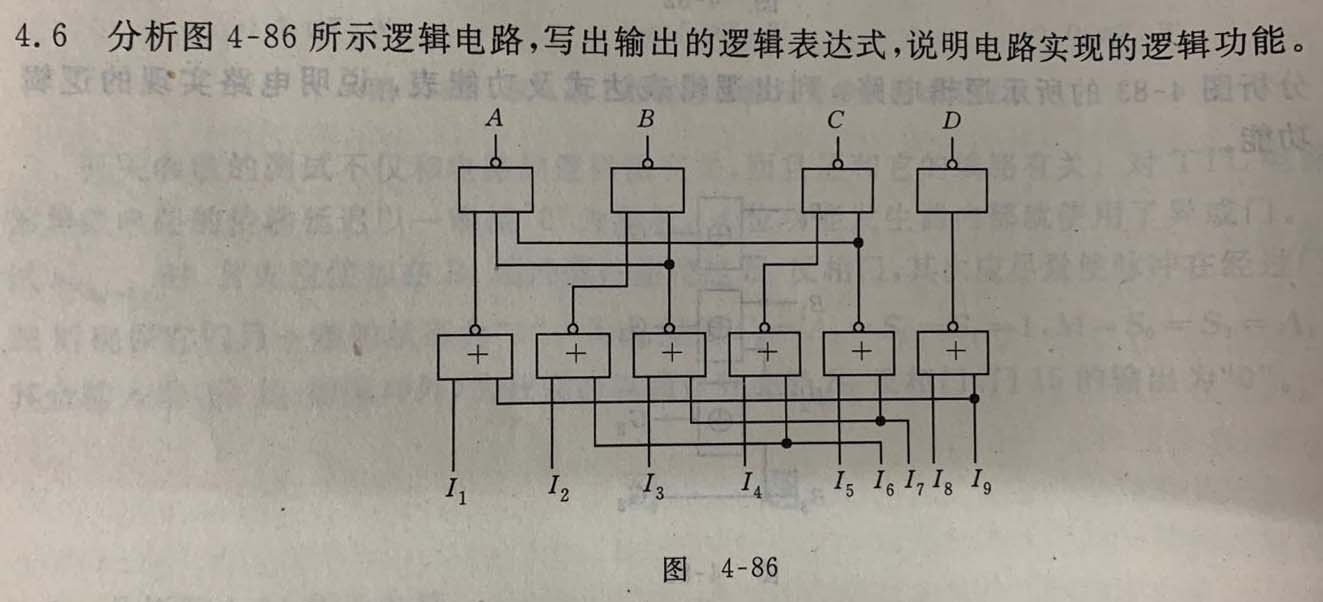 4.6 分析图 4-86 所示逻辑电路,写出输出的逻辑表达式,说明电路实现的逻辑功能。
A B C D
+ + + + + +
I₁ I₂ I₃ I₄ I₅ I₆ I₇ I₈ I₉
图 4-86